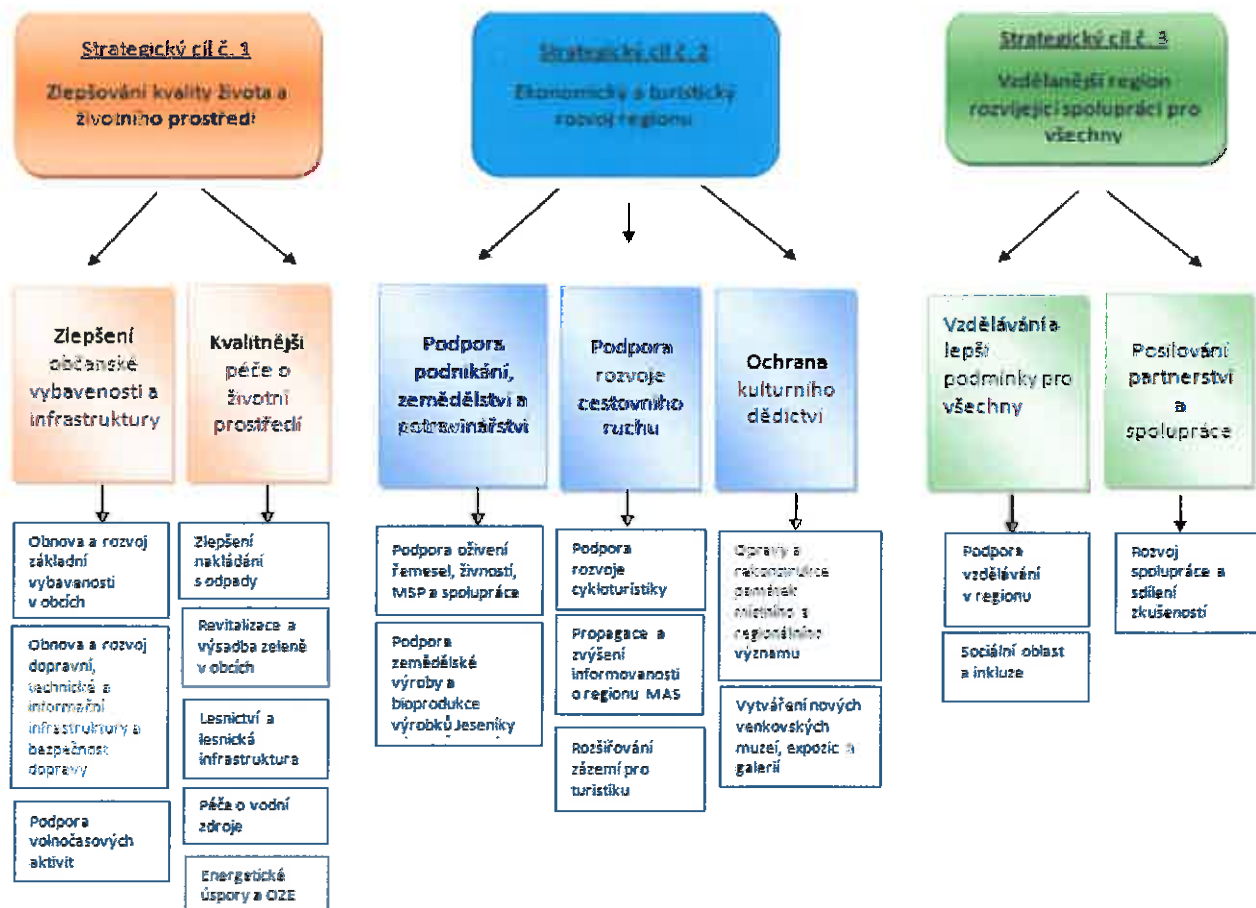 Strategický cíl č. 1
Zlepšování kvality života a
životního prostředí
Strategický cíl č. 2
Ekonomický a turistický
rozvoj regionu
Strategický cíl č. 3
Vzdělanější region
rozvíjející spolupráci pro
všechny
Zlepšení
občanské
vybavenosti a
infrastruktury
Kvalitnější
péče o
životní
prostředí
Podpora
podnikání,
zemědělství a
potravinářství
Podpora
rozvoje
cestovního
ruchu
Ochrana
kulturního
dědictví
Vzdělávání a
lepší
podmínky pro
všechny
Posilování
partnerství
a
spolupráce
Obnova a rozvoj
základní
vybavenosti
v obcích
Obnova a rozvoj
dopravní,
technické a
informační
infrastruktury a
bezpečnost
dopravy
Podpora
volnočasových
aktivit
Zlepšení
nakládání
s odpady
Revitalizace a
výsadba zeleně
v obcích
Lesnictví a
lesnická
infrastruktura
Péče o vodní
zdroje
Energetické
úspory a OZE
Podpora oživení
řemesel, živností,
MSP a spolupráce
Podpora
zemědělské
výroby a
bioprodukce
výrobků Jeseníky
Podpora
rozvoje
cykloturistiky
Propagace a
zvýšení
informovanosti
o regionu MAS
Rozšiřování
zázemí pro
turistiku
Opravy a
rekonstrukce
památek
místního a
regionálního
významu
Vytváření nových
venkovských
muzeí, expozic a
galerií
Podpora
vzdělávání
v regionu
Sociální oblast
a inkluze
Rozvoj
spolupráce a
sdílení
zkušeností